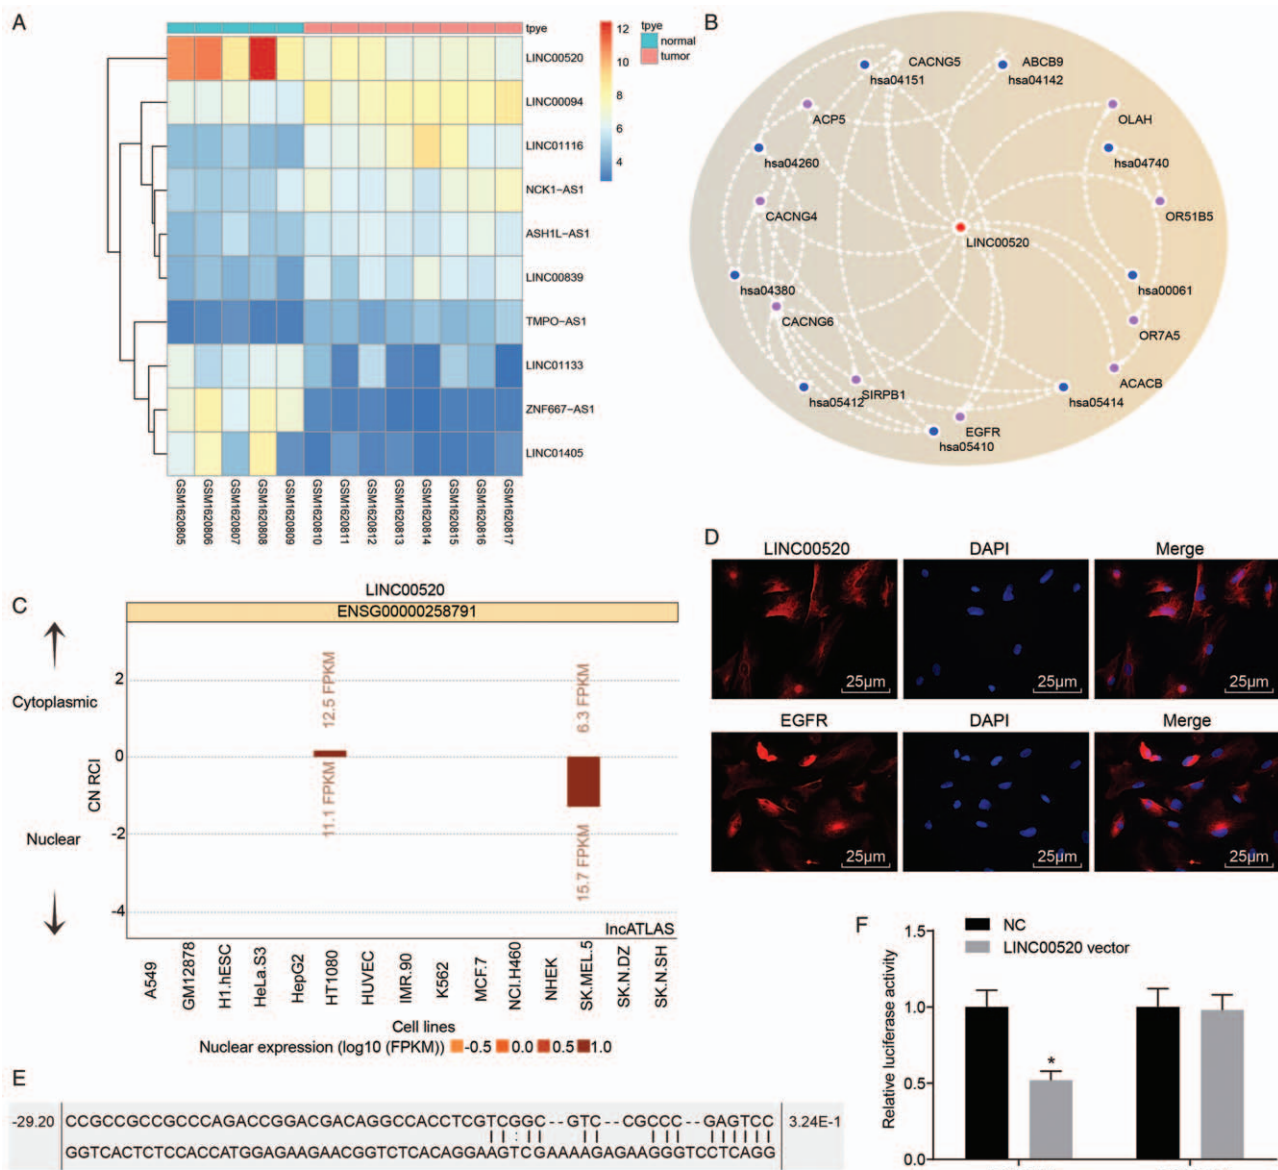 A
tpye
LINC00520
LINC00094
LINC01116
NCK1-AS1
ASH1L-AS1
LINC00839
TMPO-AS1
LINC01133
ZNF667-AS1
LINC01405
GSM1620805
GSM1620806
GSM1620807
GSM1620808
GSM1620809
GSM1620810
GSM1620811
GSM1620812
GSM1620813
GSM1620814
GSM1620815
GSM1620816
GSM1620817
12
10
8
6
4
tpye
normal
tumor
B
CACNG5
hsa04151
ABCB9
hsa04142
ACP5
OLAH
hsa04260
hsa04740
CACNG4
OR51B5
LINC00520
hsa04380
hsa00061
CACNG6
OR7A5
SIRPB1
ACACB
hsa05412
hsa05414
EGFR
hsa05410
C
LINC00520
ENSG00000258791
Cytoplasmic
Nuclear
CN RCI
2
0
-2
-4
12.5 FPKM
11.1 FPKM
6.3 FPKM
15.7 FPKM
lncATLAS
A549
GM12878
H1.hESC
HeLa.S3
HepG2
HT1080
HUVEC
IMR.90
K562
MCF.7
NCI.H460
NHEK
SK.MEL.5
SK.N.DZ
SK.N.SH
Cell lines
Nuclear expression (log10 (FPKM)) -0.5 0.0 0.5 1.0
D
LINC00520 DAPI Merge
25µm 25µm 25µm
EGFR DAPI Merge
25µm 25µm 25µm
E
-29.20 CCGCCGCCGCCCAGACCGGACGACAGGCCACCTCGTCGGC--GTC--CGCCC--GAGTCC 3.24E-1
GGTCACTCTCCACCATGGAGAAGAACGGTCTCACAGGAAGTCGAAAAGAGAAGGGTCCTCAGG
F
NC
LINC00520 vector
Relative luciferase activity
1.5
1.0
0.5
0.0
*